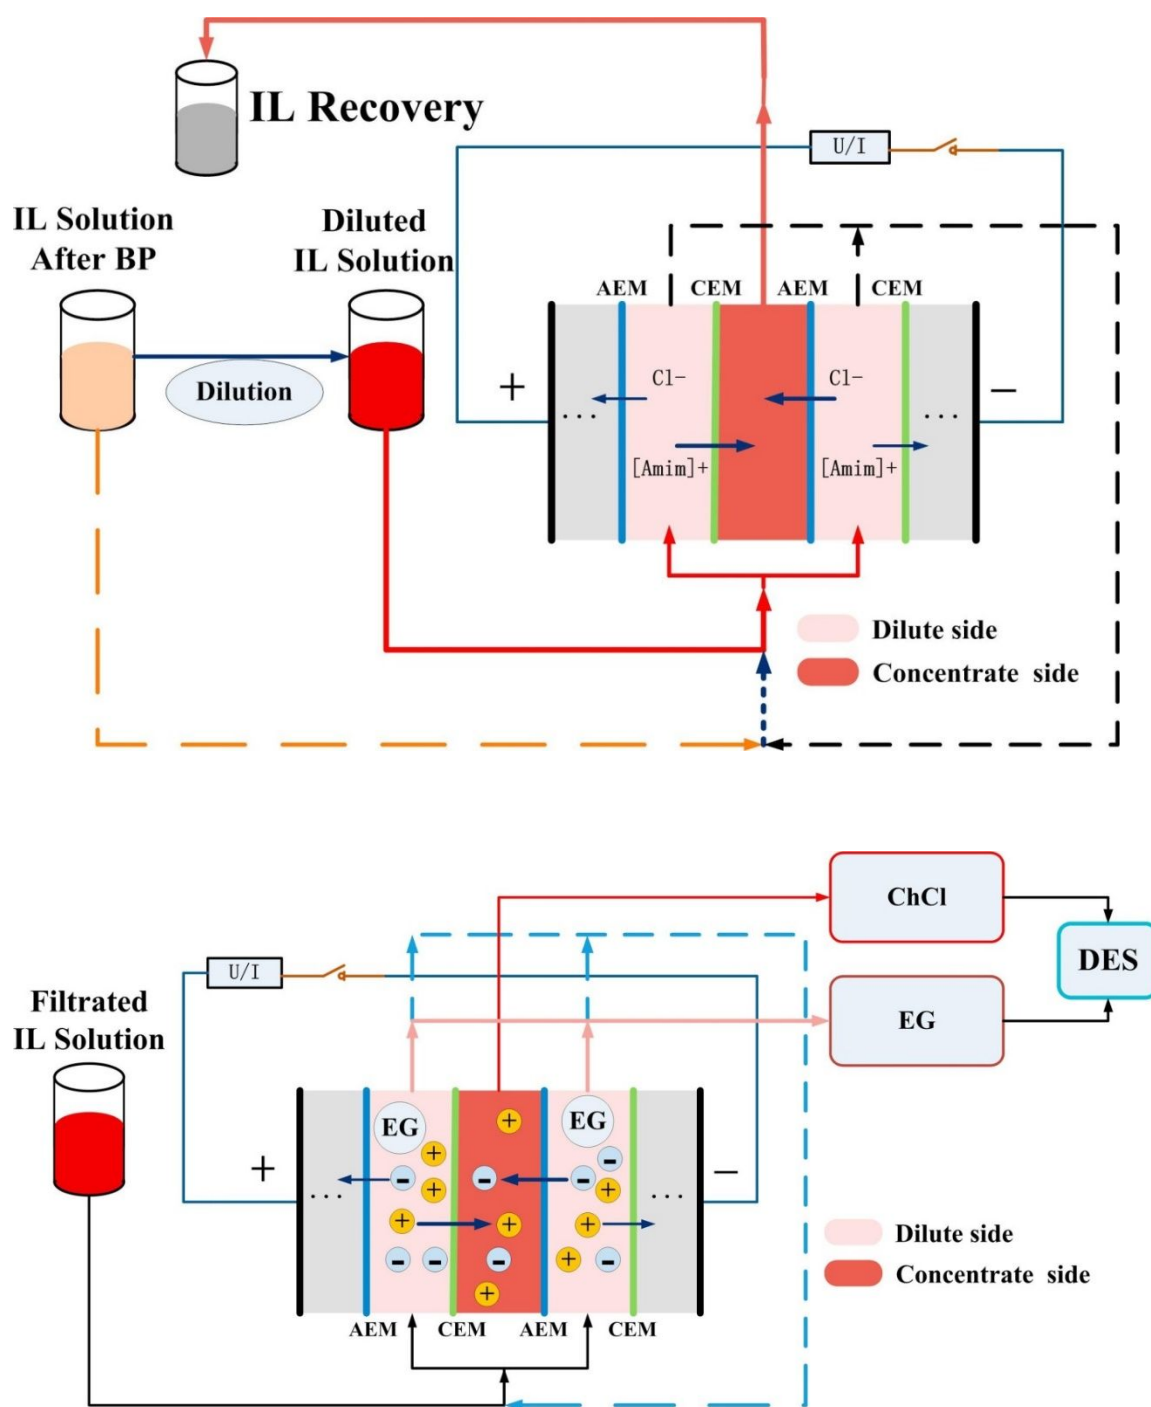 IL Recovery
U/I
IL Solution
After BP
Diluted
IL Solution
AEM
CEM
AEM
CEM
Dilution
+
−
Cl−
Cl−
...
...
[Amim]+
[Amim]+
Dilute side
Concentrate side
ChCl
DES
EG
U/I
Filtrated
IL Solution
EG
EG
+
−
+
+
+
+
+
+
+
+
+
-
-
-
-
-
-
-
-
...
...
AEM
CEM
AEM
CEM
Dilute side
Concentrate side